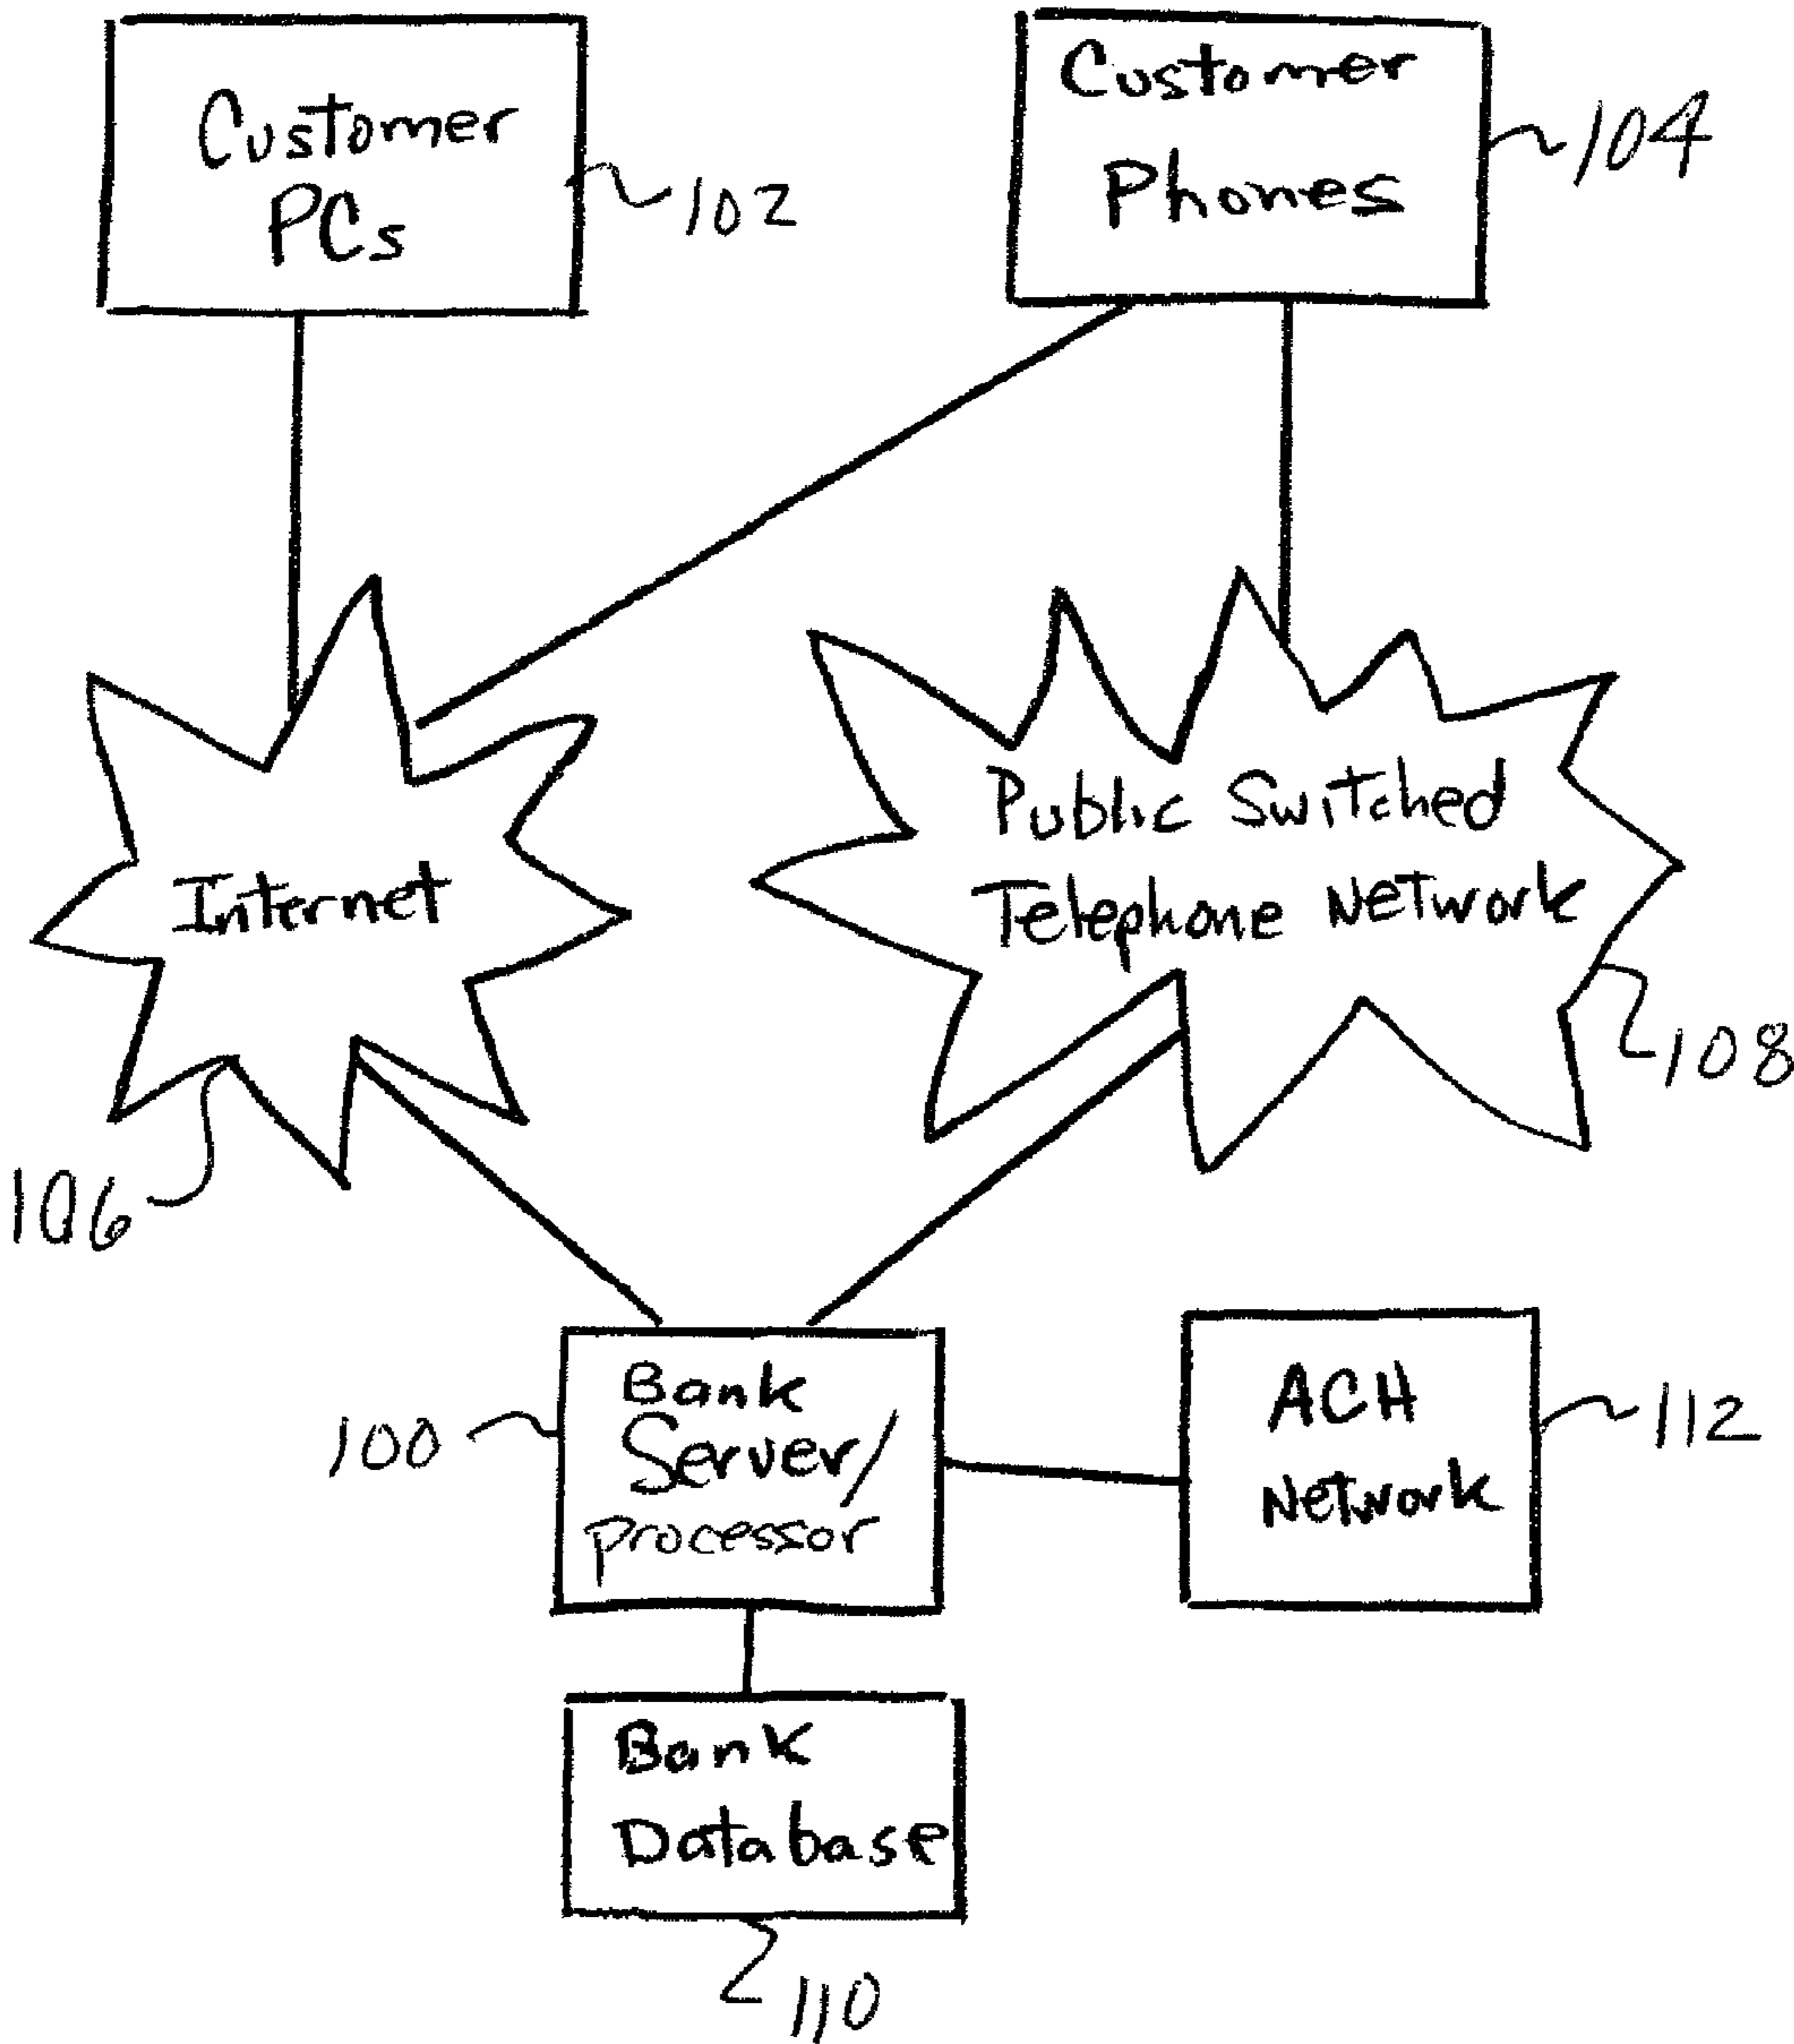 Customer
PCs
102
Customer
Phones
104
Internet
106
Public Switched
Telephone Network
108
Bank
Server/
processor
100
ACH
Network
112
Bank
Database
110